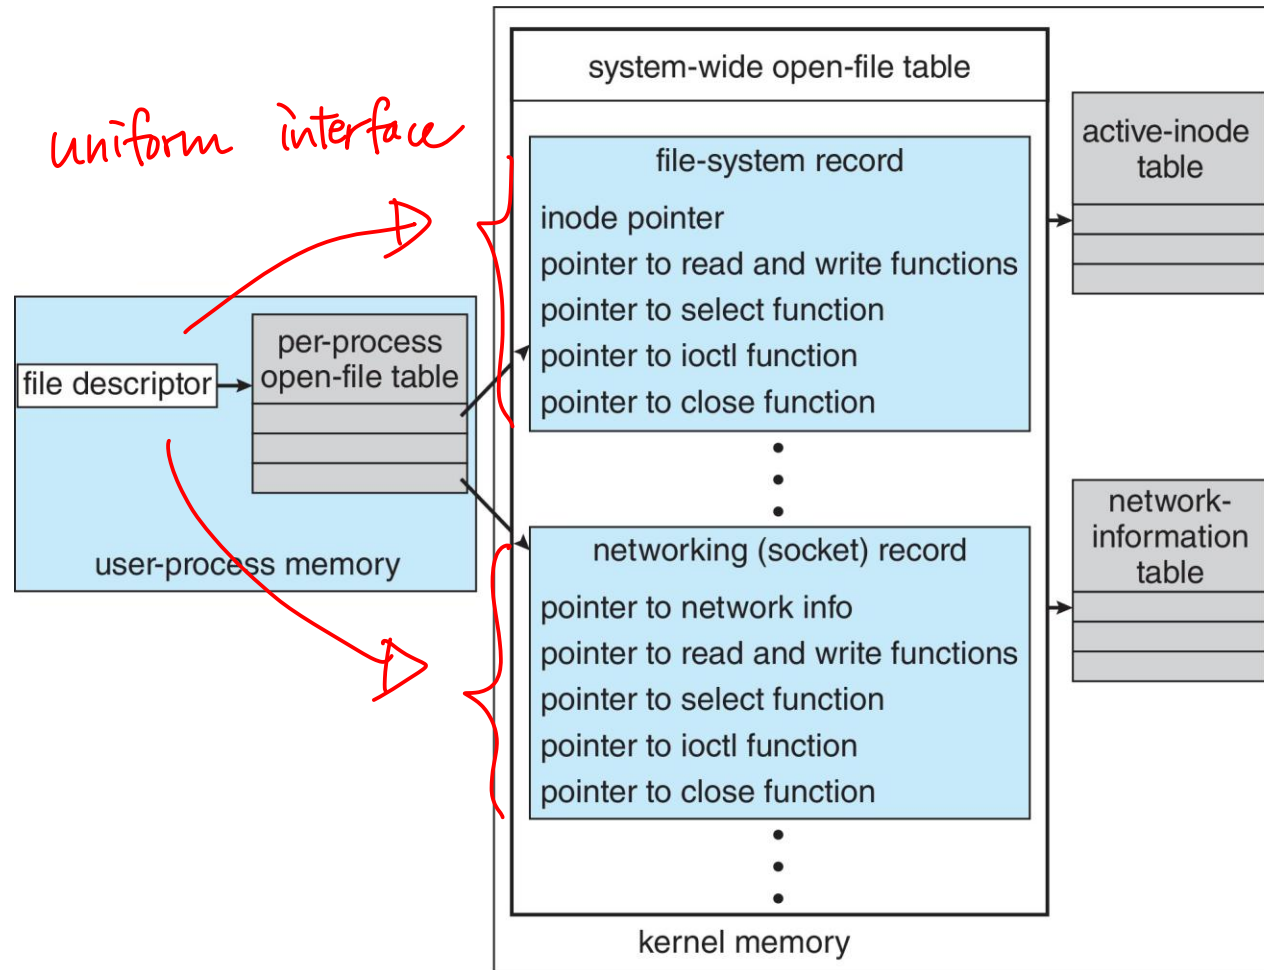 system-wide open-file table
uniform interface
file-system record
inode pointer
pointer to read and write functions
pointer to select function
pointer to ioctl function
pointer to close function
active-inode
table
file descriptor
per-process
open-file table
user-process memory
networking (socket) record
pointer to network info
pointer to read and write functions
pointer to select function
pointer to ioctl function
pointer to close function
network-
information
table
kernel memory